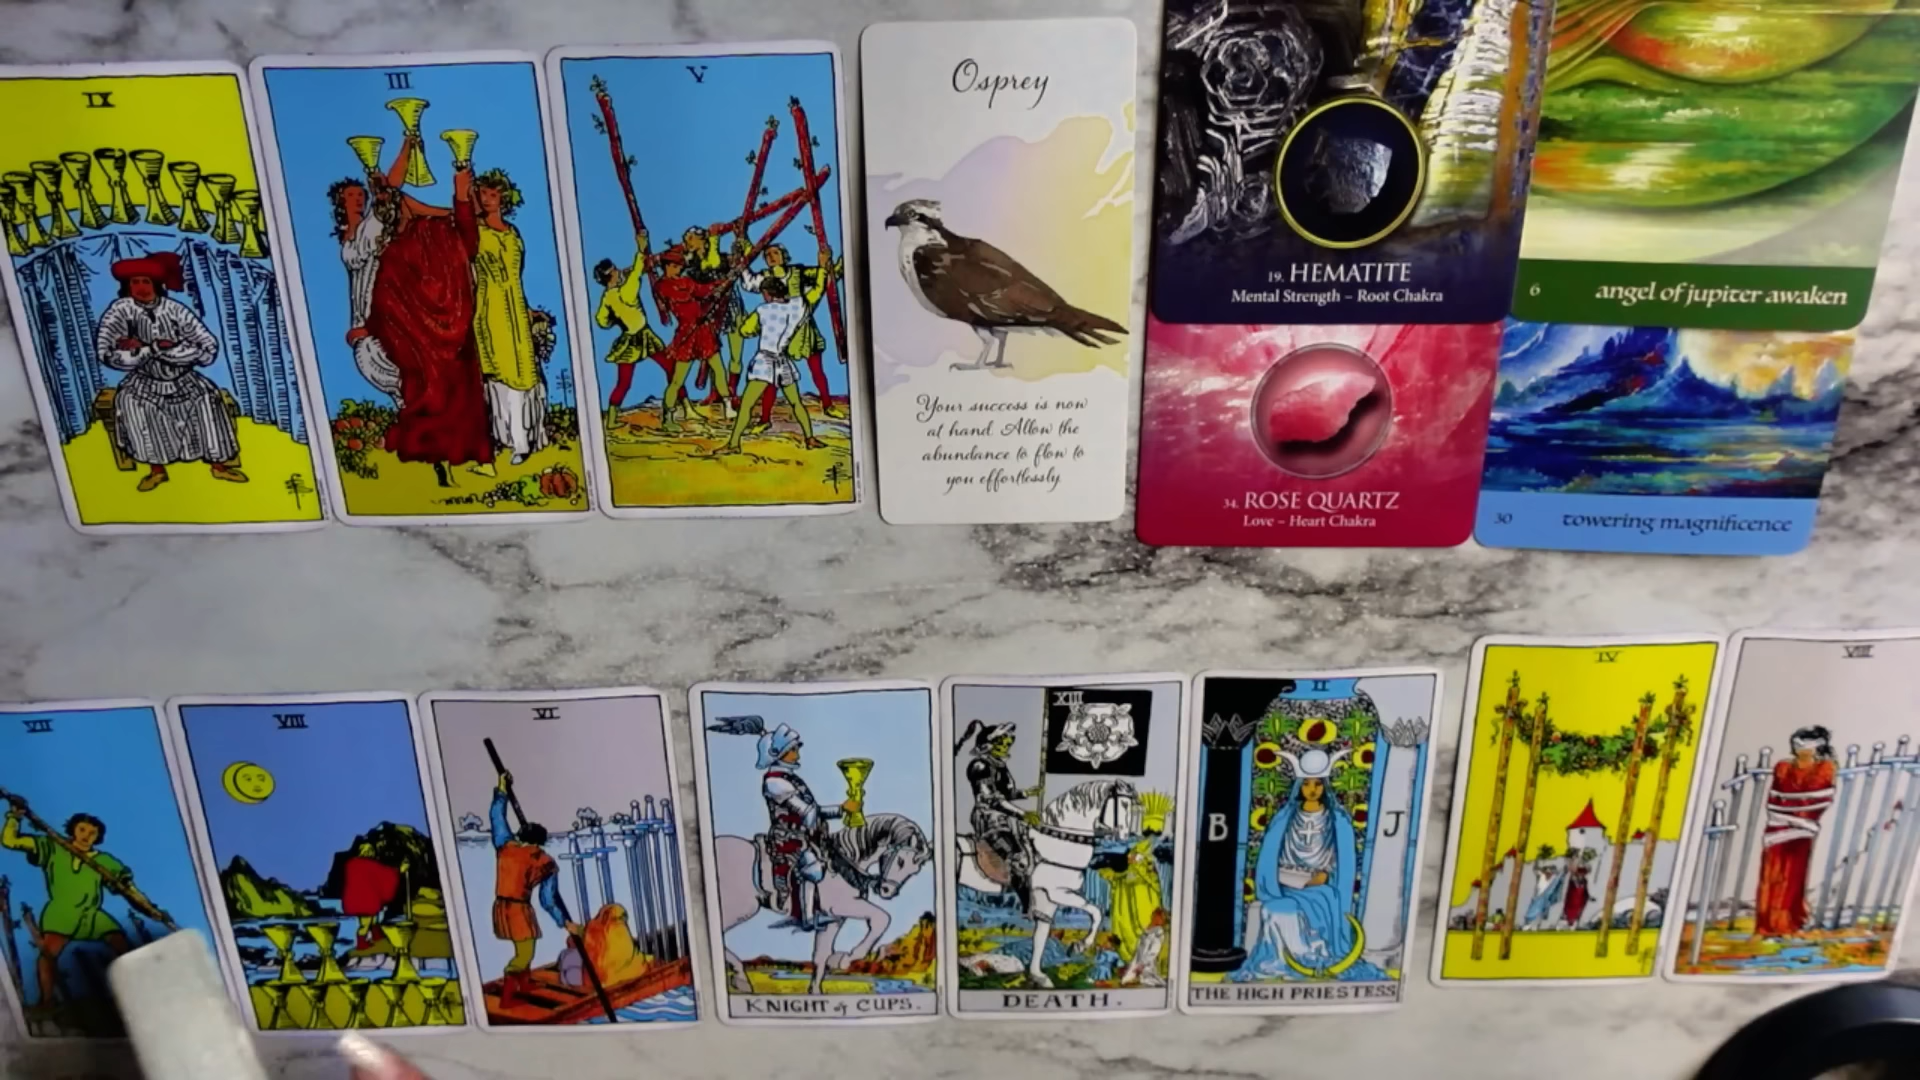 IX
III
V
Osprey
Your success is now
at hand. Allow the
abundance to flow to
you effortlessly.
19. HEMATITE
Mental Strength – Root Chakra
6 angel of jupiter awaken
34. ROSE QUARTZ
Love – Heart Chakra
30 towering magnificence
VII
VIII
VI
KNIGHT of CUPS.
XIII
DEATH.
II
B J
THE HIGH PRIESTESS
IV
VIII